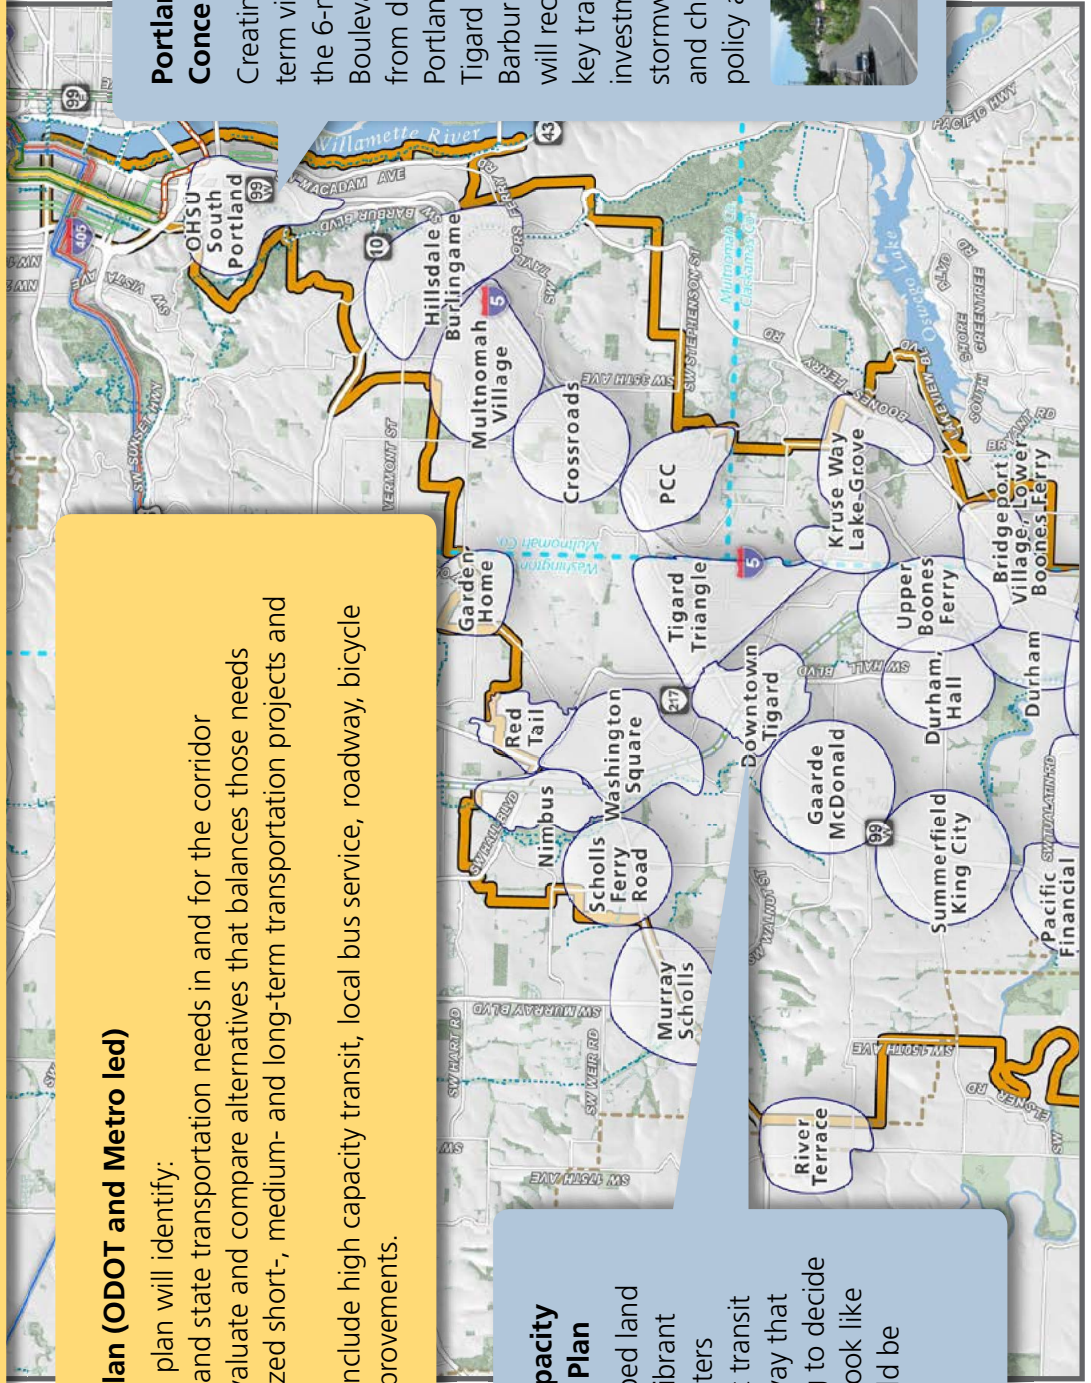 lan (ODOT and Metro led)
plan will identify:
and state transportation needs in and for the corridor
valuate and compare alternatives that balances those needs
zed short-, medium- and long-term transportation projects and
nclude high capacity transit, local bus service, roadway, bicycle
provements.
pacity
Plan
ped land
ibrant
ters
transit
vay that
g to decide
ook like
ld be
Portlan
Conce
Creatin
term vi
the 6-m
Bouleva
from d
Portlan
Tigard
Barbur
will rec
key tra
investm
stormw
and ch
policy a
99
405
OHSU
South
Portland
99
W
Willamette River
43
SW SUNSET HWY
VISTA AVE
SW
NW
MACADAM AVE
SW BARBUR BLVD
10
Hillsdale
Burlingame
TAYLORS FERRY RD
SW
5
Multnomah
Village
VERMONT ST
SW 35TH AVE
SW STEPHENSON ST
Crossroads
PCC
Multnomah Co
Clackamas Co
Washington Co
Multnomah Co
Garden
Home
Red
Tail
Nimbus
SW HALL BLVD
Washington
Square
Scholls
Ferry
Road
Murray
Scholls
SW HART RD
SW MURRAY BLVD
SW WEIR RD
SW 175TH AVE
SW
Tigard
Triangle
217
Downtown
Tigard
5
Kruse Way
Lake Grove
BOONES FERRY RD
PACIFIC HWY
Oswego Lake
LAKEVIEW BLVD
SOUTH SHORE BLVD
GREENTREE RD
BRYANT RD
Upper
Boones
Ferry
Bridgeport
Village, Lower
Boones Ferry
SW HALL BLVD
Durham,
Hall
Durham
Gaarde
McDonald
99
W
SW WALNUT ST
Summerfield
King City
SW TUALATIN RD
Pacific
Financial
SW 150TH AVE
SW ELSNER RD
River
Terrace